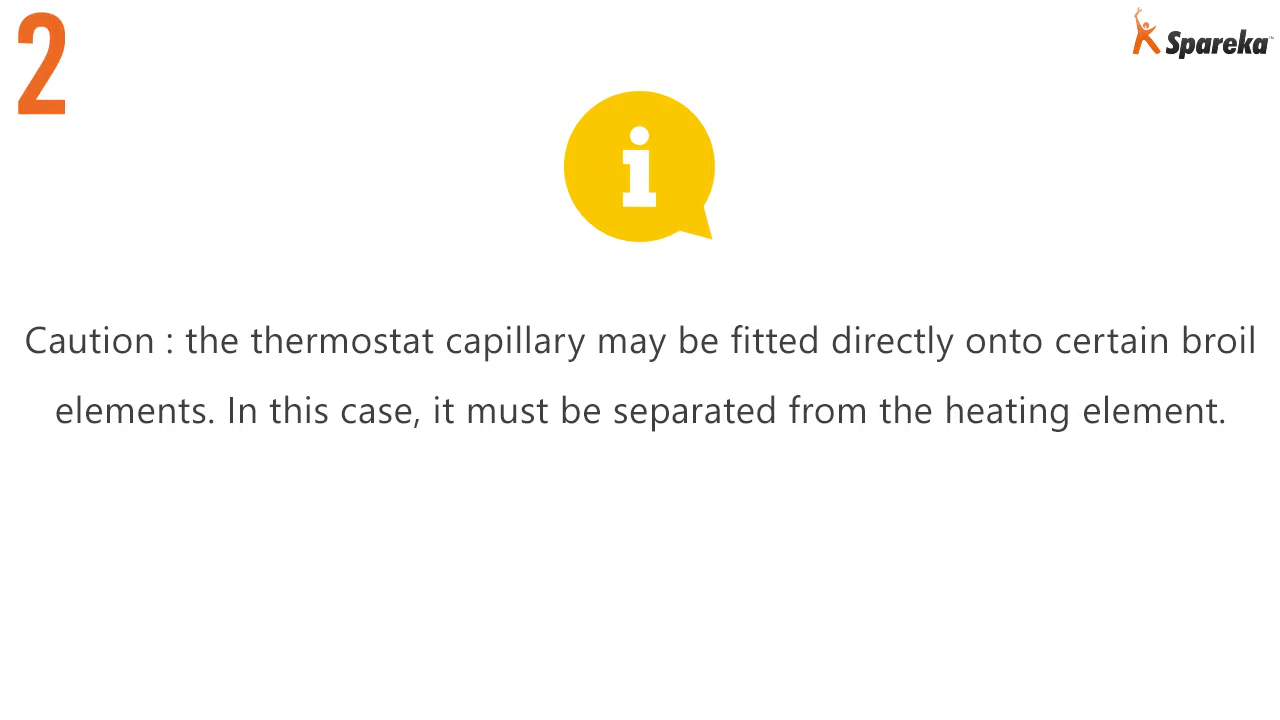 2
Spareka™
i
Caution : the thermostat capillary may be fitted directly onto certain broil
elements. In this case, it must be separated from the heating element.